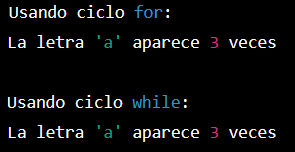 Usando ciclo for:
La letra 'a' aparece 3 veces
Usando ciclo while:
La letra 'a' aparece 3 veces